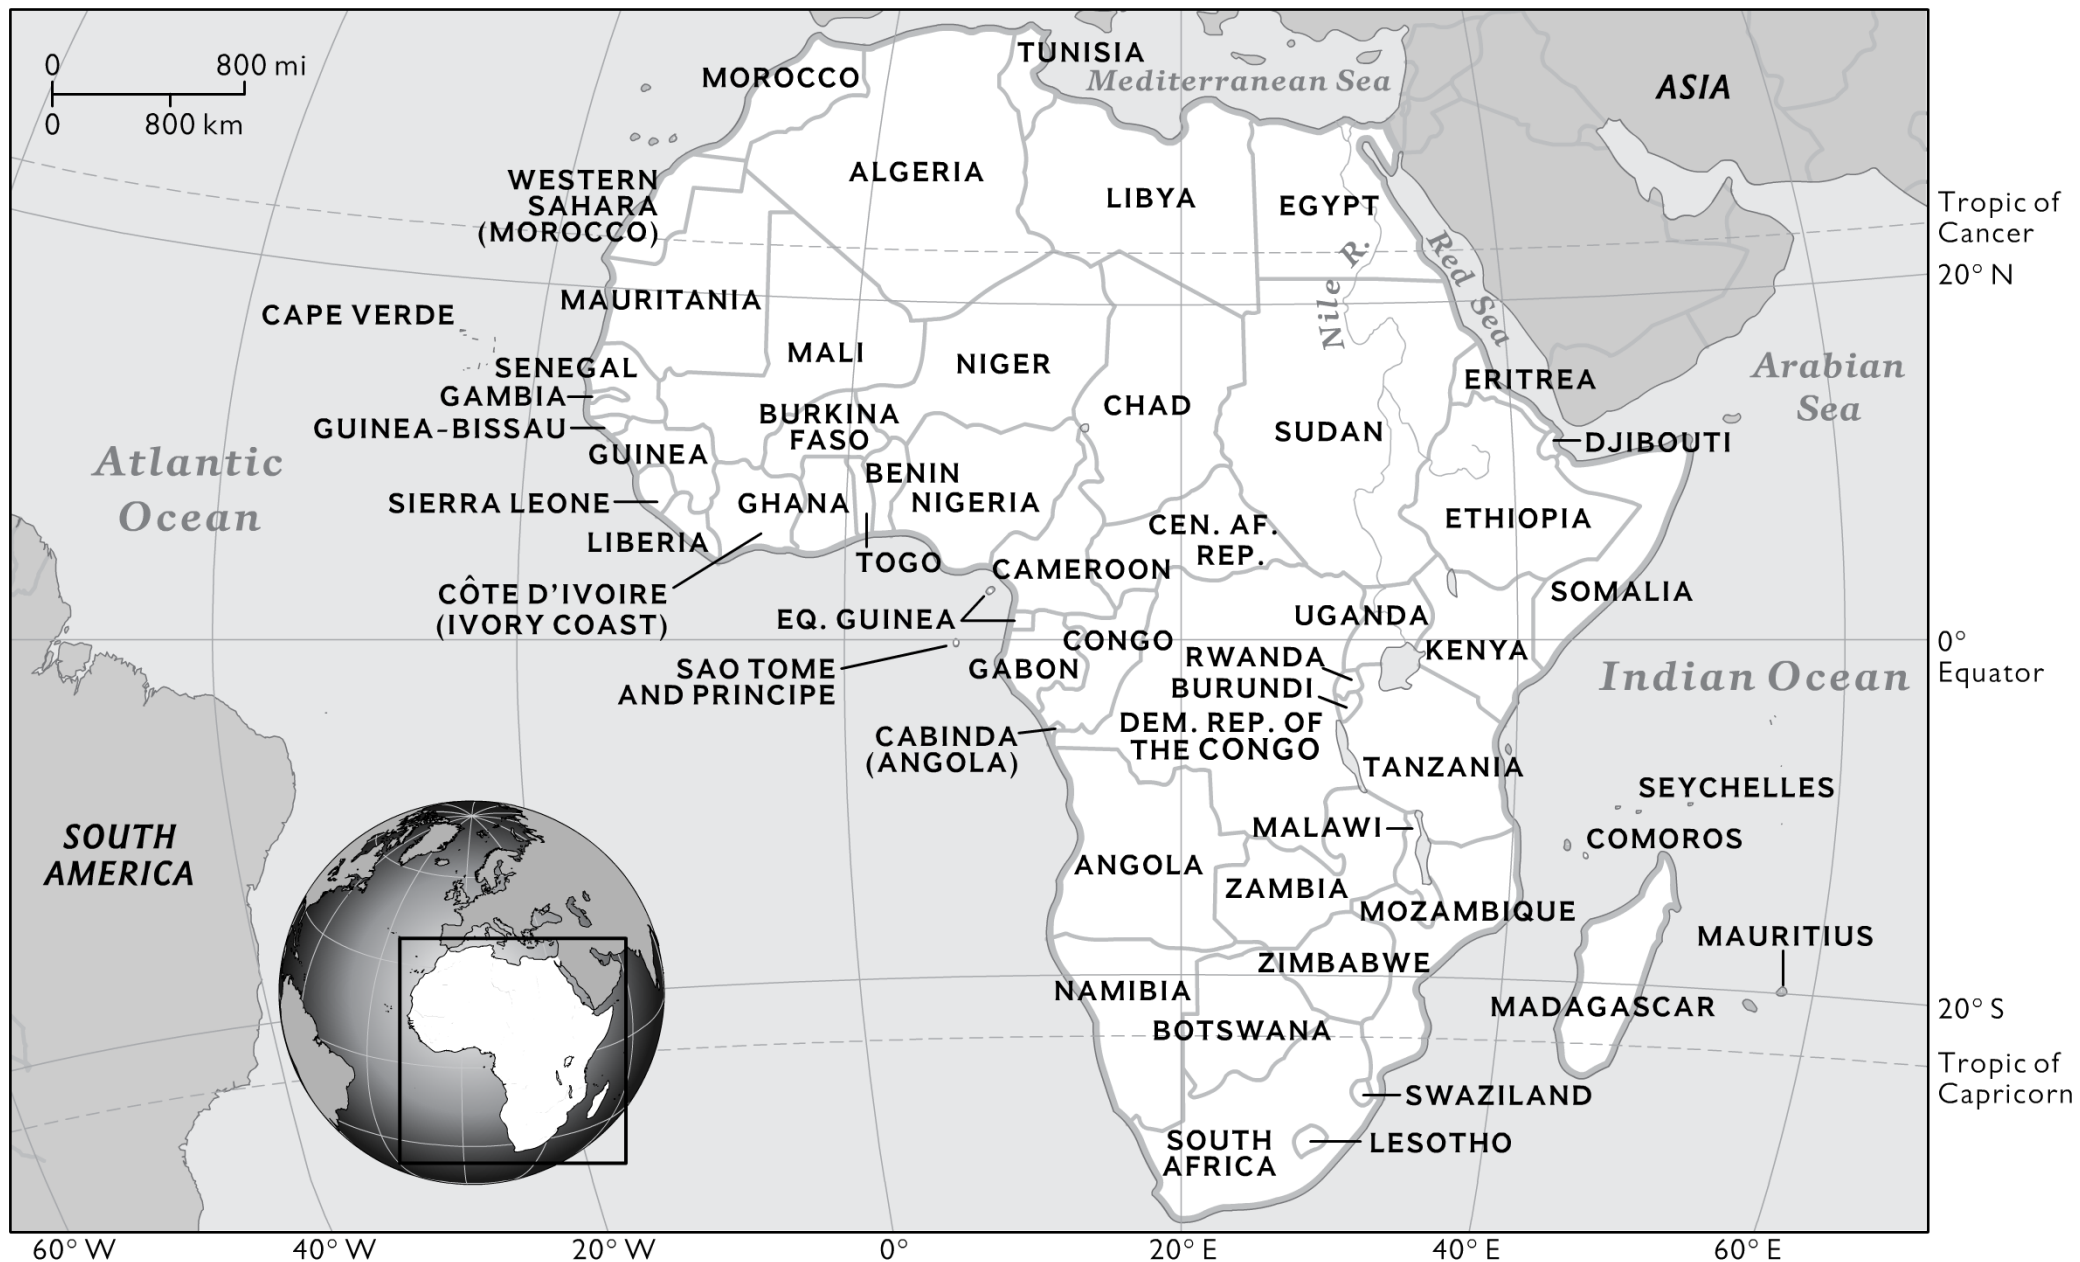 0 800 mi
0 800 km
TUNISIA
MOROCCO
Mediterranean Sea
ASIA
ALGERIA
WESTERN
SAHARA
(MOROCCO)
LIBYA
EGYPT
Tropic of
Cancer
Nile R.
Red Sea
20° N
MAURITANIA
CAPE VERDE
MALI
NIGER
SENEGAL
ERITREA
Arabian
Sea
GAMBIA
CHAD
BURKINA
FASO
GUINEA-BISSAU
SUDAN
DJIBOUTI
GUINEA
Atlantic
Ocean
BENIN
SIERRA LEONE
GHANA
NIGERIA
CEN. AF.
REP.
ETHIOPIA
LIBERIA
TOGO
CAMEROON
CÔTE D'IVOIRE
(IVORY COAST)
SOMALIA
EQ. GUINEA
UGANDA
CONGO
KENYA
0°
Equator
SAO TOME
AND PRINCIPE
GABON
RWANDA
BURUNDI
Indian Ocean
DEM. REP. OF
THE CONGO
CABINDA
(ANGOLA)
TANZANIA
SEYCHELLES
MALAWI
COMOROS
SOUTH
AMERICA
ANGOLA
ZAMBIA
MOZAMBIQUE
MAURITIUS
ZIMBABWE
NAMIBIA
MADAGASCAR
20° S
BOTSWANA
Tropic of
Capricorn
SWAZILAND
SOUTH
AFRICA
LESOTHO
60° W 40° W 20° W 0° 20° E 40° E 60° E